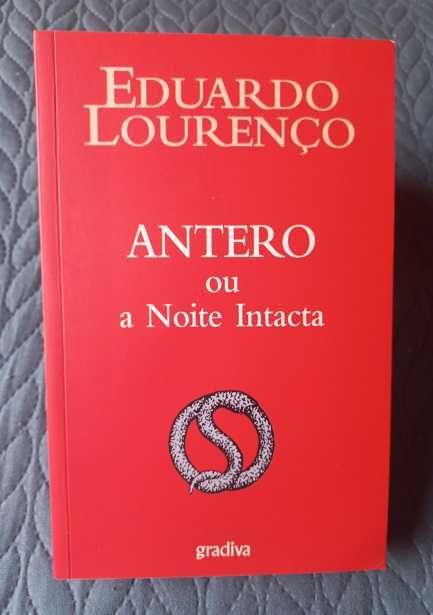 EDUARDO
LOURENÇO
ANTERO
ou
a Noite Intacta
gradiva